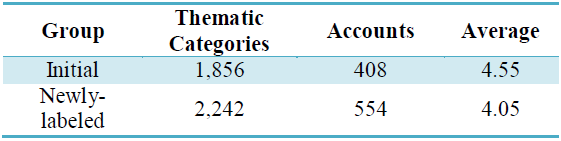 Group Thematic Categories Accounts Average
Initial 1,856 408 4.55
Newly-labeled 2,242 554 4.05